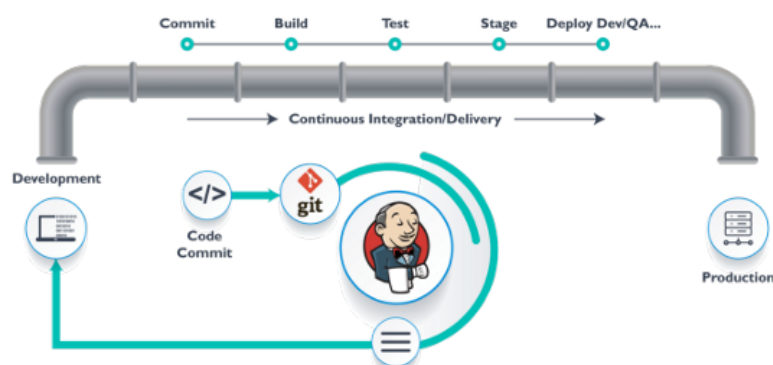 Commit Build Test Stage Deploy Dev/QA...
Continuous Integration/Delivery
Development
</>
git
Code
Commit
Production